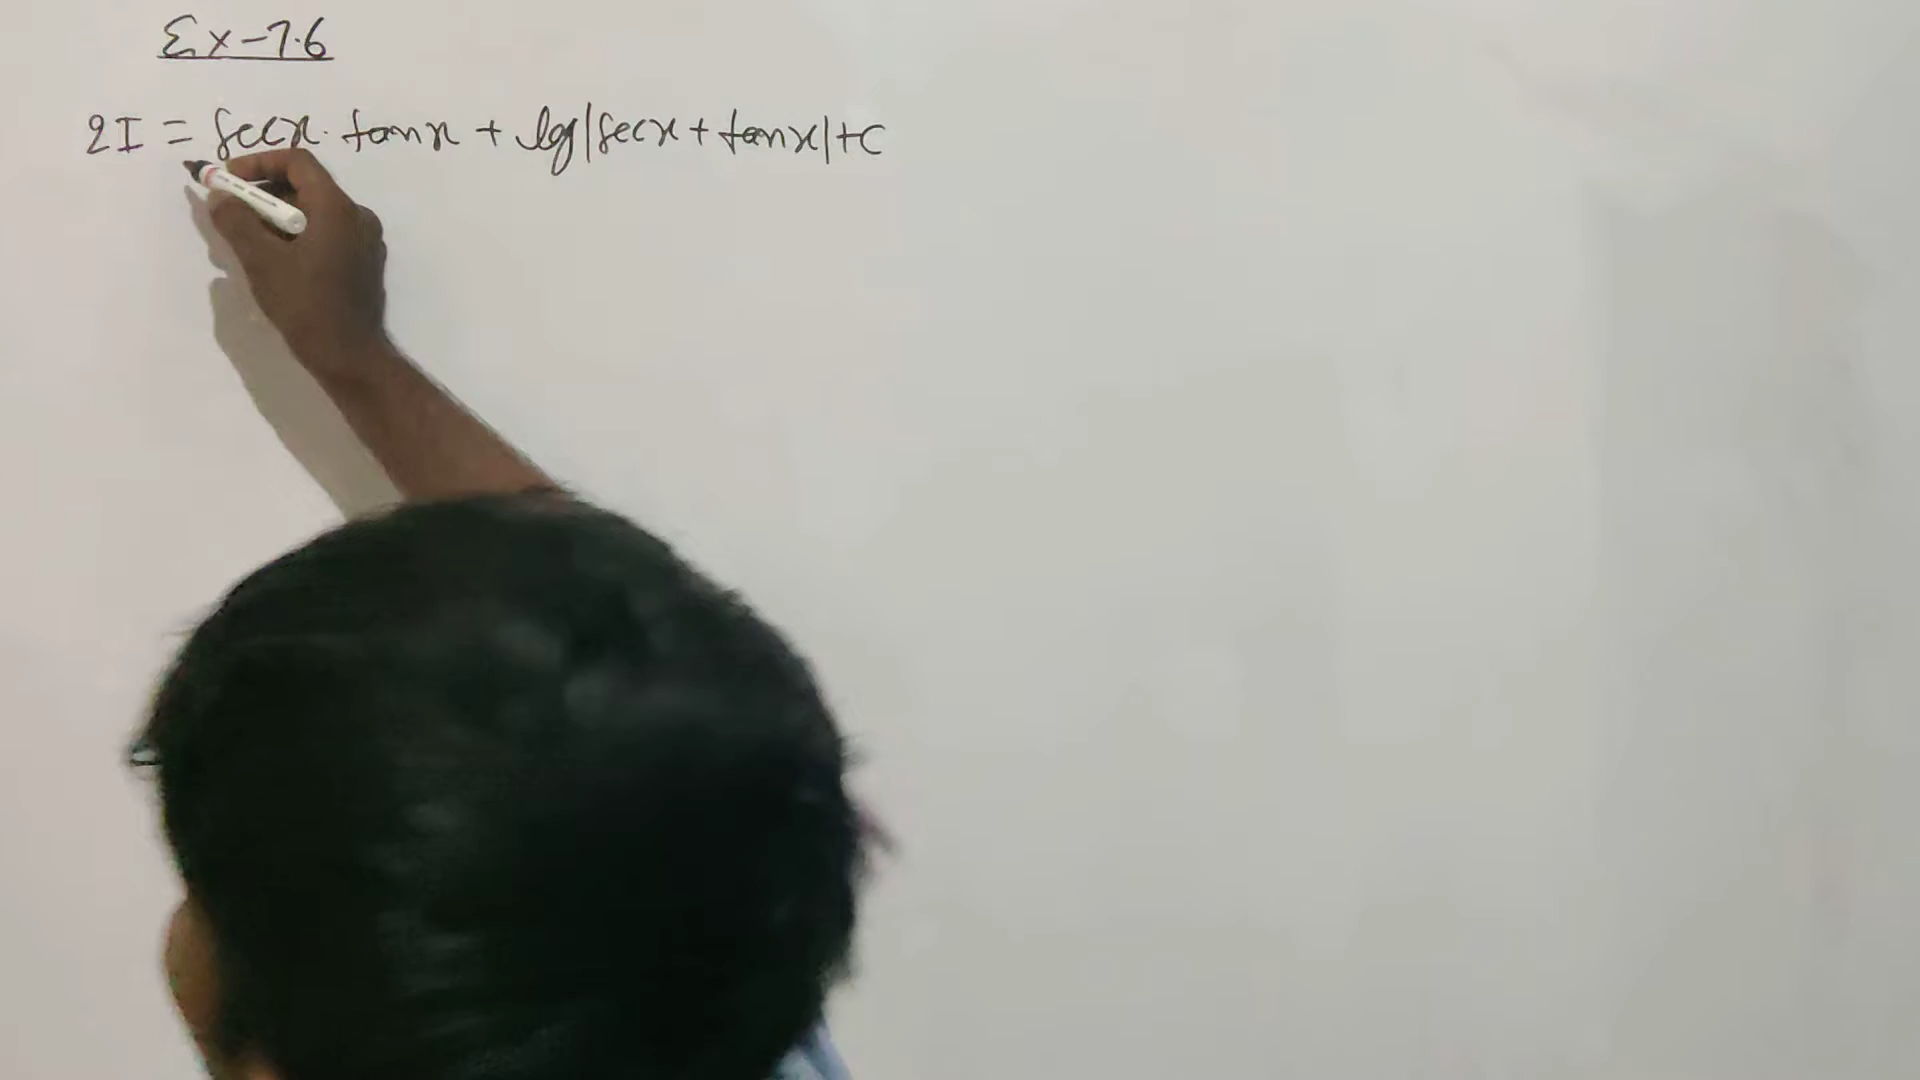 Ex-7.6
2I = secx. tanx + log|secx + tanx|+C